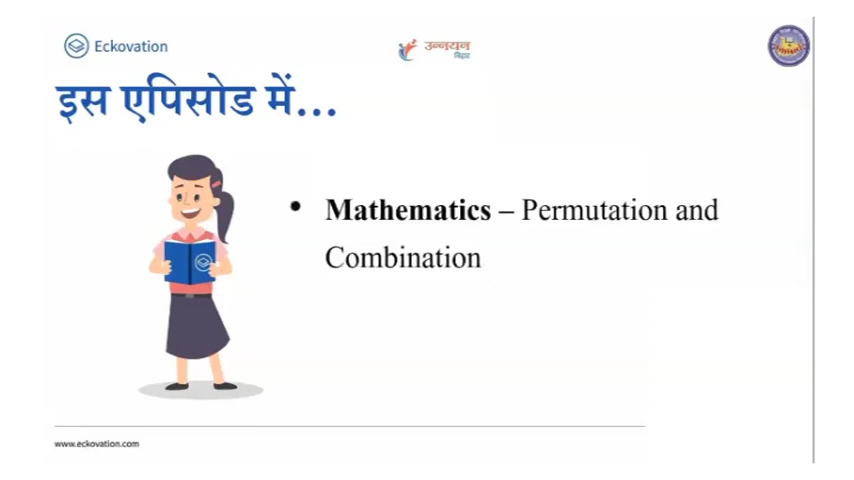 Eckovation
उन्नयन
बिहार
इस एपिसोड में...
• Mathematics – Permutation and
Combination
www.eckovation.com